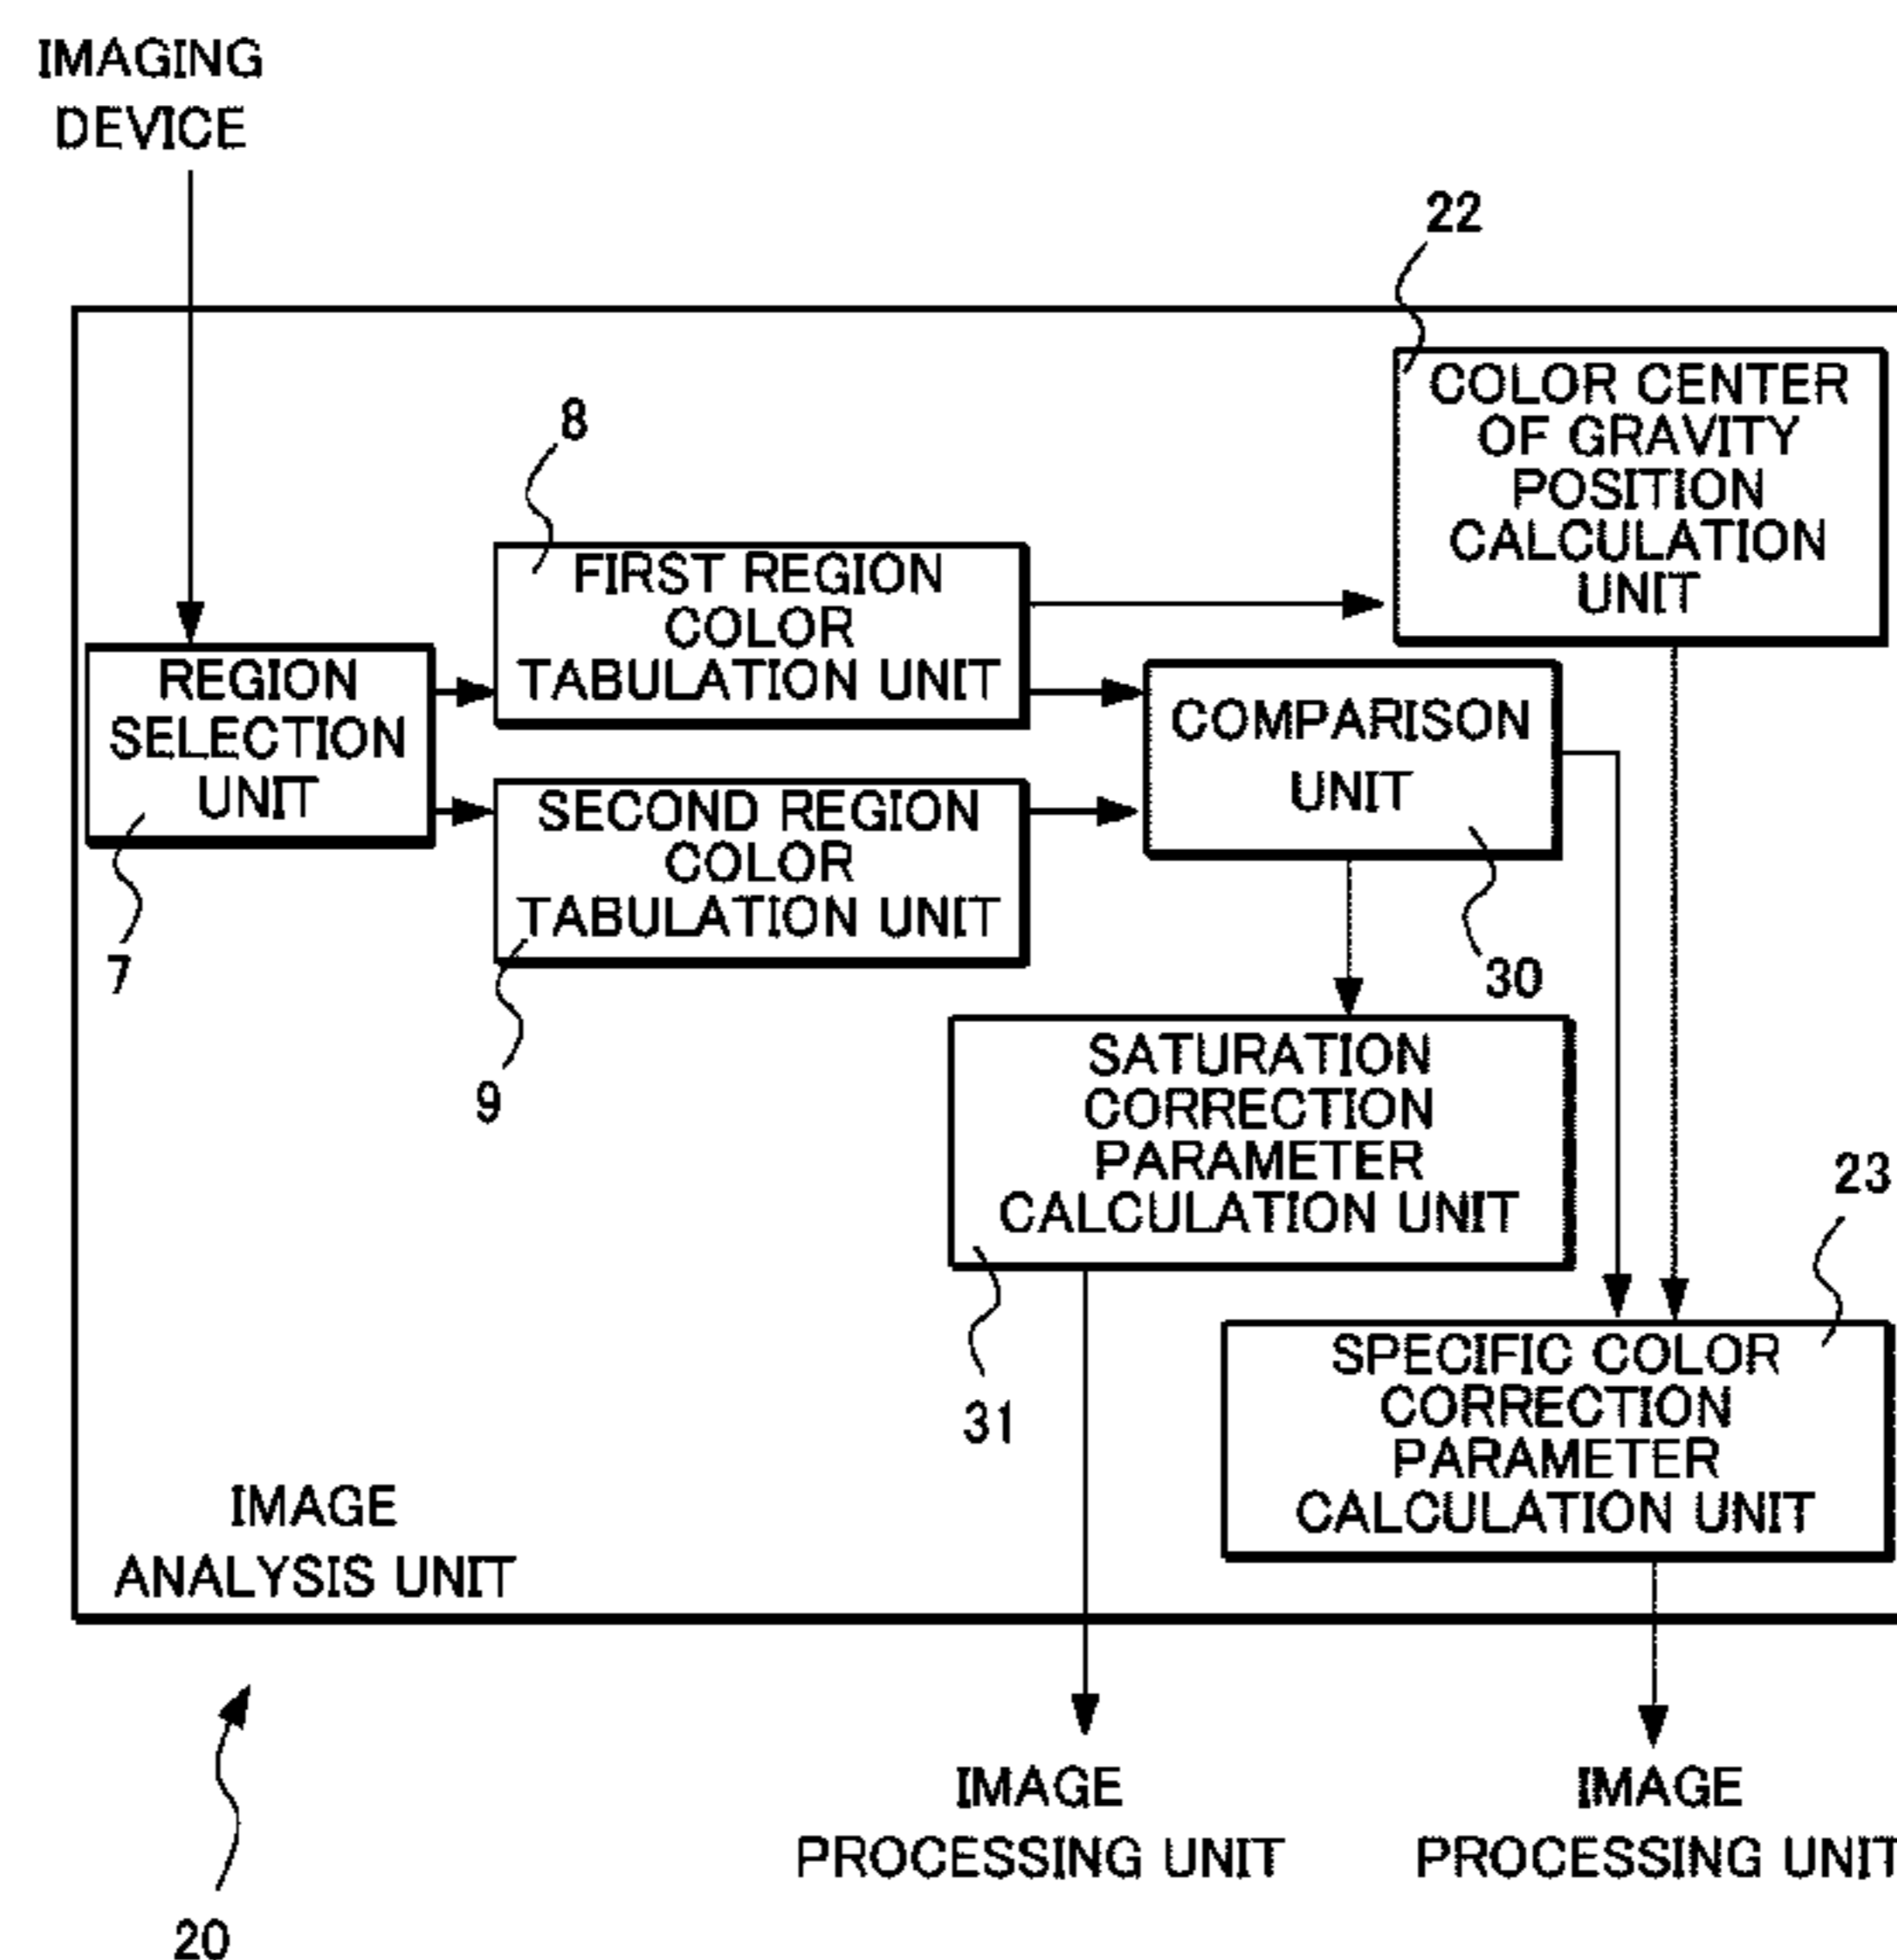 IMAGING
DEVICE
22
COLOR CENTER
OF GRAVITY
POSITION
CALCULATION
UNIT
8
FIRST REGION
COLOR
TABULATION UNIT
REGION
SELECTION
UNIT
7
COMPARISON
UNIT
30
SECOND REGION
COLOR
TABULATION UNIT
9
SATURATION
CORRECTION
PARAMETER
CALCULATION UNIT
31
23
SPECIFIC COLOR
CORRECTION
PARAMETER
CALCULATION UNIT
IMAGE
ANALYSIS UNIT
20
IMAGE
PROCESSING UNIT
IMAGE
PROCESSING UNIT